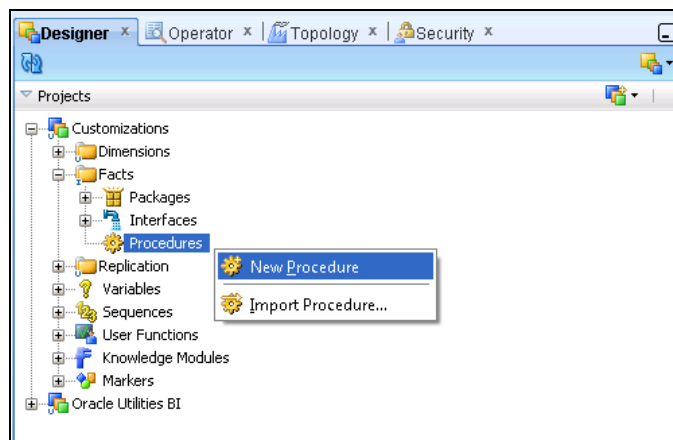 Designer x Operator x Topology x Security x
Projects
Customizations
Dimensions
Facts
Packages
Interfaces
Procedures
New Procedure
Replication
Variables
Import Procedure...
Sequences
User Functions
Knowledge Modules
Markers
Oracle Utilities BI